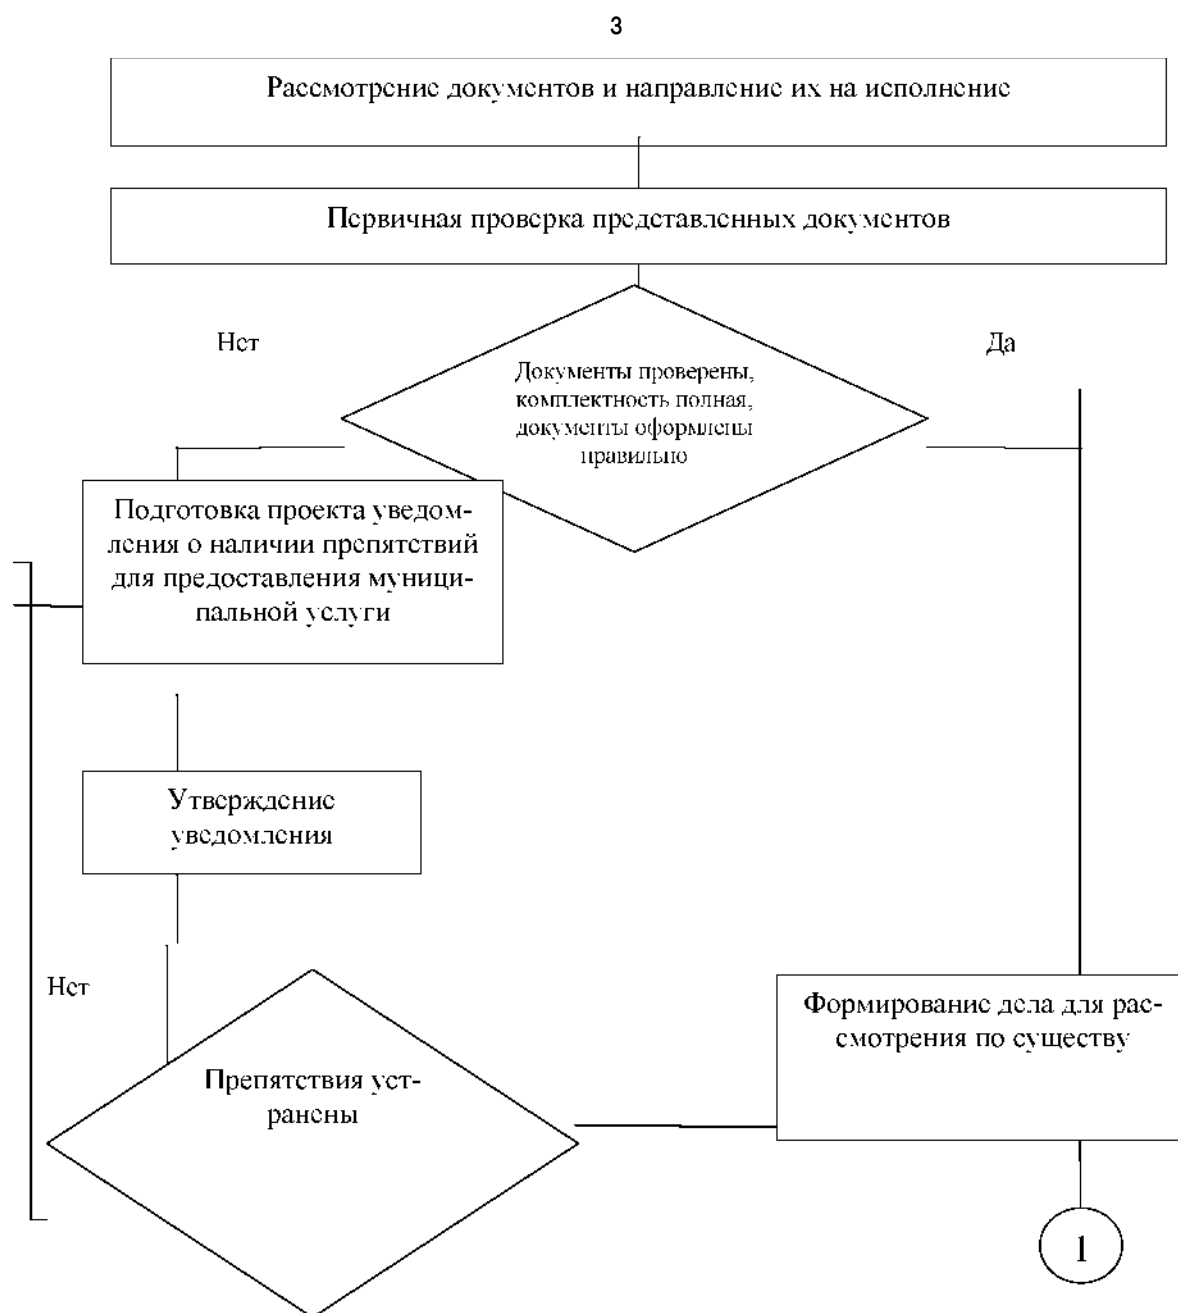 3
Рассмотрение документов и направление их на исполнение
Первичная проверка представленных документов
Нет
Да
Документы проверены,
комплектность полная,
документы оформлены
правильно
Подготовка проекта уведом-
ления о наличии препятствий
для предоставления муници-
пальной услуги
Утверждение
уведомления
Нет
Препятствия уст-
ранены
Формирование дела для рас-
смотрения по существу
1